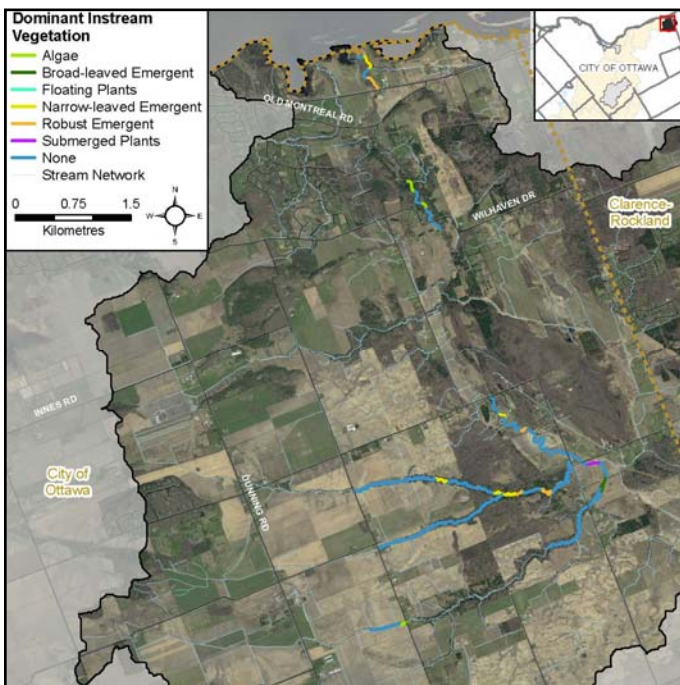 Dominant Instream
Vegetation
Algae
Broad-leaved Emergent
Floating Plants
Narrow-leaved Emergent
Robust Emergent
Submerged Plants
None
Stream Network
0 0.75 1.5
Kilometres
N
W E
S
CITY OF OTTAWA
OLD MONTREAL RD
WILHAVEN DR
Clarence-
Rockland
INNES RD
City of
Ottawa
DUNNING RD